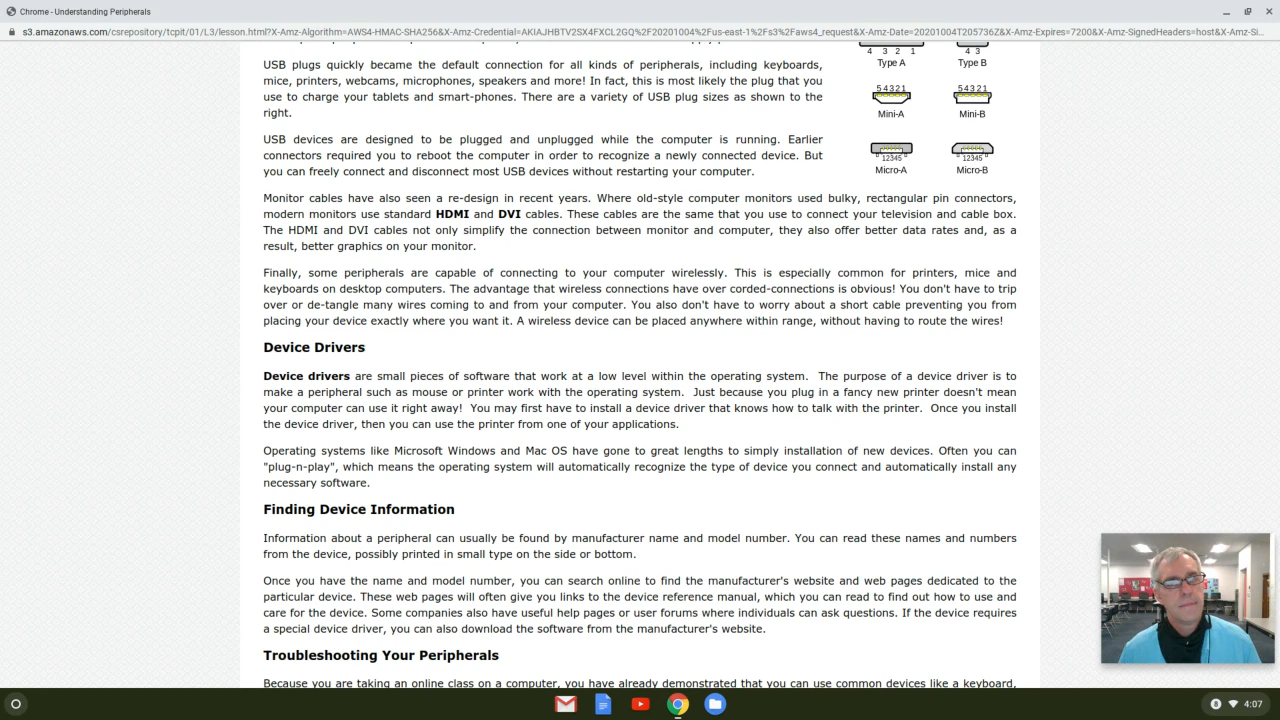 Chrome - Understanding Peripherals
s3.amazonaws.com/csrepository/tcpit/01/L3/lesson.html?X-Amz-Algorithm=AWS4-HMAC-SHA256&X-Amz-Credential=AKIAJHBTV2SX4FXCL2GQ%2F20201004%2Fus-east-1%2Fs3%2Faws4_request&X-Amz-Date=20201004T205736Z&X-Amz-Expires=7200&X-Amz-SignedHeaders=host&X-Amz-Si...
4 3 2 1
4 3
Type A
Type B
USB plugs quickly became the default connection for all kinds of peripherals, including keyboards,
mice, printers, webcams, microphones, speakers and more! In fact, this is most likely the plug that you
use to charge your tablets and smart-phones. There are a variety of USB plug sizes as shown to the
right.
5 4 3 2 1
5 4 3 2 1
Mini-A
Mini-B
USB devices are designed to be plugged and unplugged while the computer is running. Earlier
connectors required you to reboot the computer in order to recognize a newly connected device. But
you can freely connect and disconnect most USB devices without restarting your computer.
12345
12345
Micro-A
Micro-B
Monitor cables have also seen a re-design in recent years. Where old-style computer monitors used bulky, rectangular pin connectors,
modern monitors use standard HDMI and DVI cables. These cables are the same that you use to connect your television and cable box.
The HDMI and DVI cables not only simplify the connection between monitor and computer, they also offer better data rates and, as a
result, better graphics on your monitor.
Finally, some peripherals are capable of connecting to your computer wirelessly. This is especially common for printers, mice and
keyboards on desktop computers. The advantage that wireless connections have over corded-connections is obvious! You don't have to trip
over or de-tangle many wires coming to and from your computer. You also don't have to worry about a short cable preventing you from
placing your device exactly where you want it. A wireless device can be placed anywhere within range, without having to route the wires!
Device Drivers
Device drivers are small pieces of software that work at a low level within the operating system. The purpose of a device driver is to
make a peripheral such as mouse or printer work with the operating system. Just because you plug in a fancy new printer doesn't mean
your computer can use it right away! You may first have to install a device driver that knows how to talk with the printer. Once you install
the device driver, then you can use the printer from one of your applications.
Operating systems like Microsoft Windows and Mac OS have gone to great lengths to simply installation of new devices. Often you can
"plug-n-play", which means the operating system will automatically recognize the type of device you connect and automatically install any
necessary software.
Finding Device Information
Information about a peripheral can usually be found by manufacturer name and model number. You can read these names and numbers
from the device, possibly printed in small type on the side or bottom.
Once you have the name and model number, you can search online to find the manufacturer's website and web pages dedicated to the
particular device. These web pages will often give you links to the device reference manual, which you can read to find out how to use and
care for the device. Some companies also have useful help pages or user forums where individuals can ask questions. If the device requires
a special device driver, you can also download the software from the manufacturer's website.
Troubleshooting Your Peripherals
Because you are taking an online class on a computer, you have already demonstrated that you can use common devices like a keyboard,
4:07